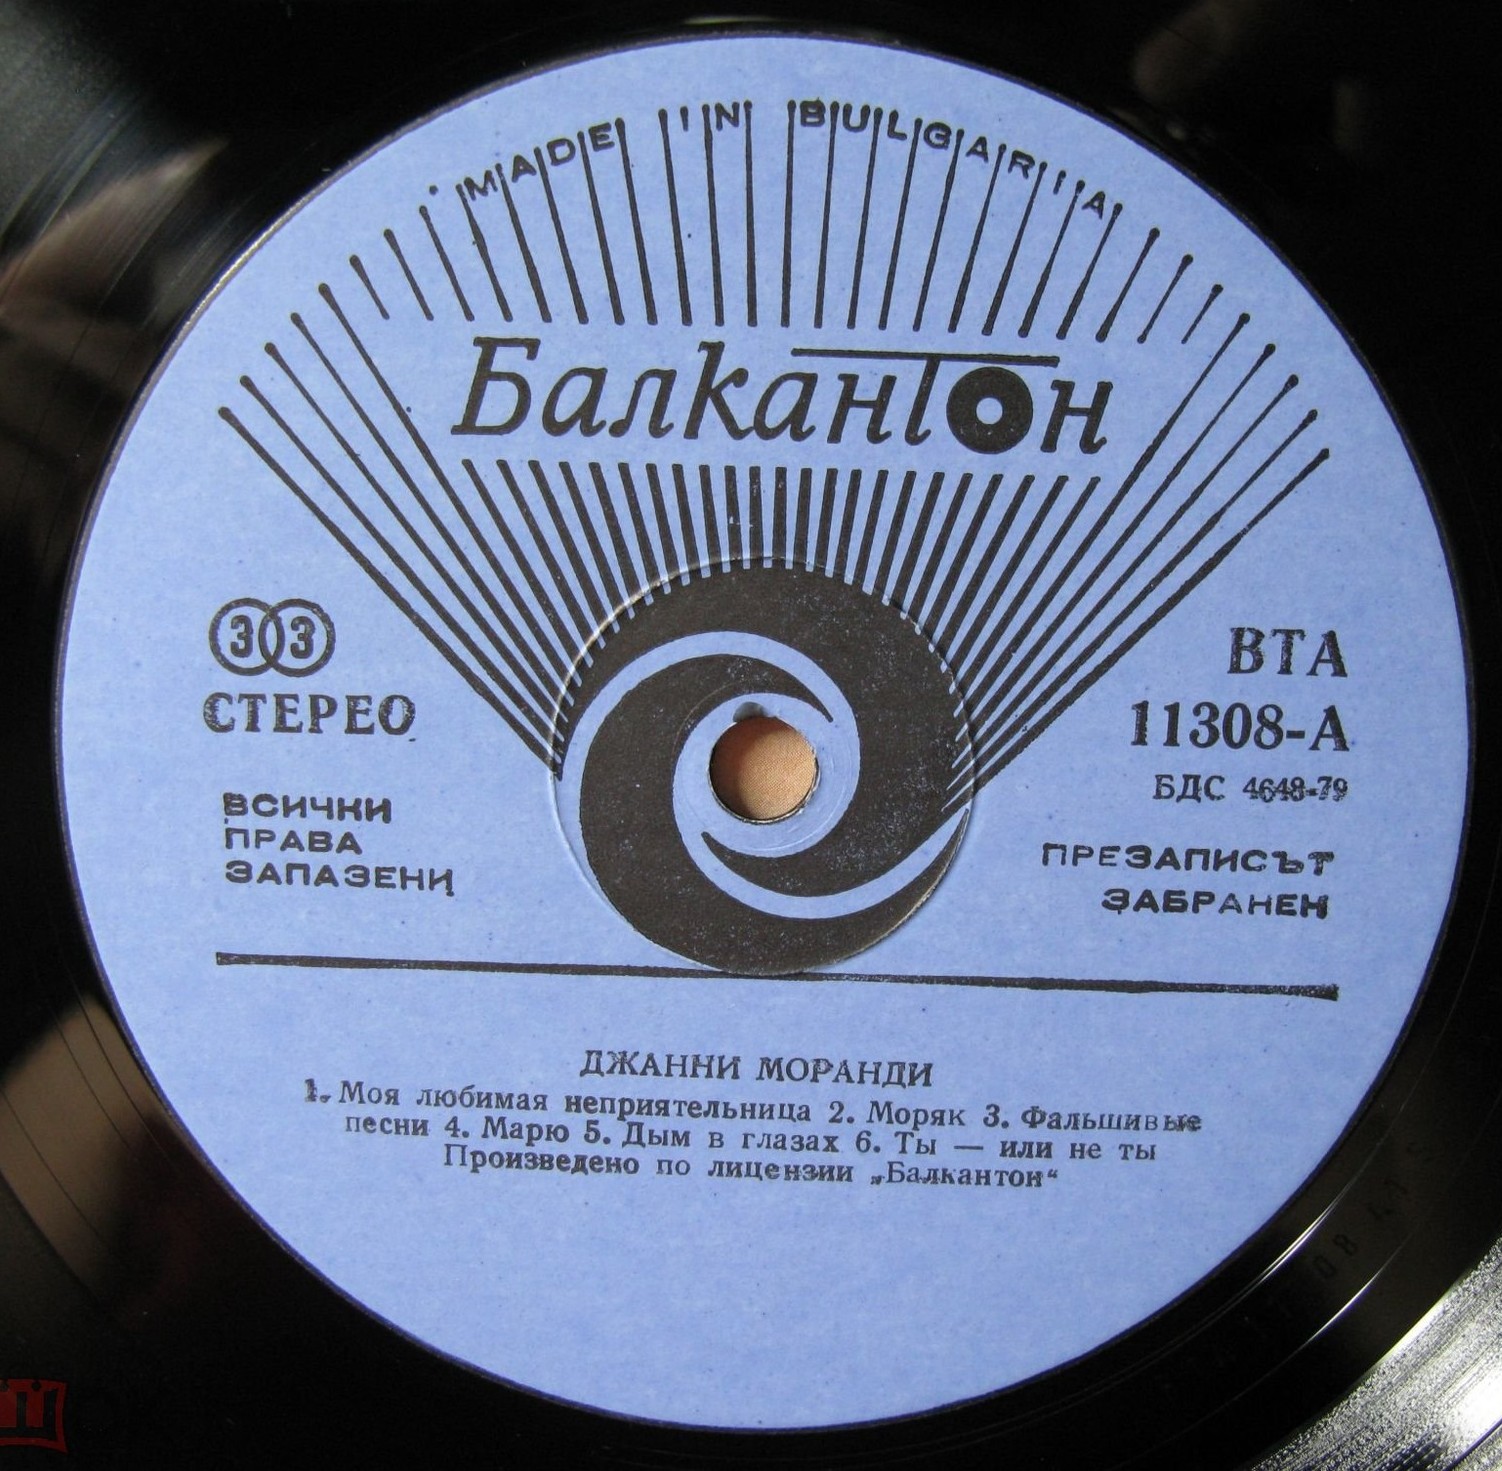 MADE IN BULGARIA
Балкантон
33
СТЕРЕО
ВСИЧКИ
ПРАВА
ЗАПАЗЕНИ
ВТА
11308-А
БДС 4648-79
ПРЕЗАПИСЪТ
ЗАБРАНЕН
ДЖАННИ МОРАНДИ
1. Моя любимая неприятельница 2. Моряк 3. Фальшивые
песни 4. Марю 5. Дым в глазах 6. Ты — или не ты
Произведено по лицензии „Балкантон“